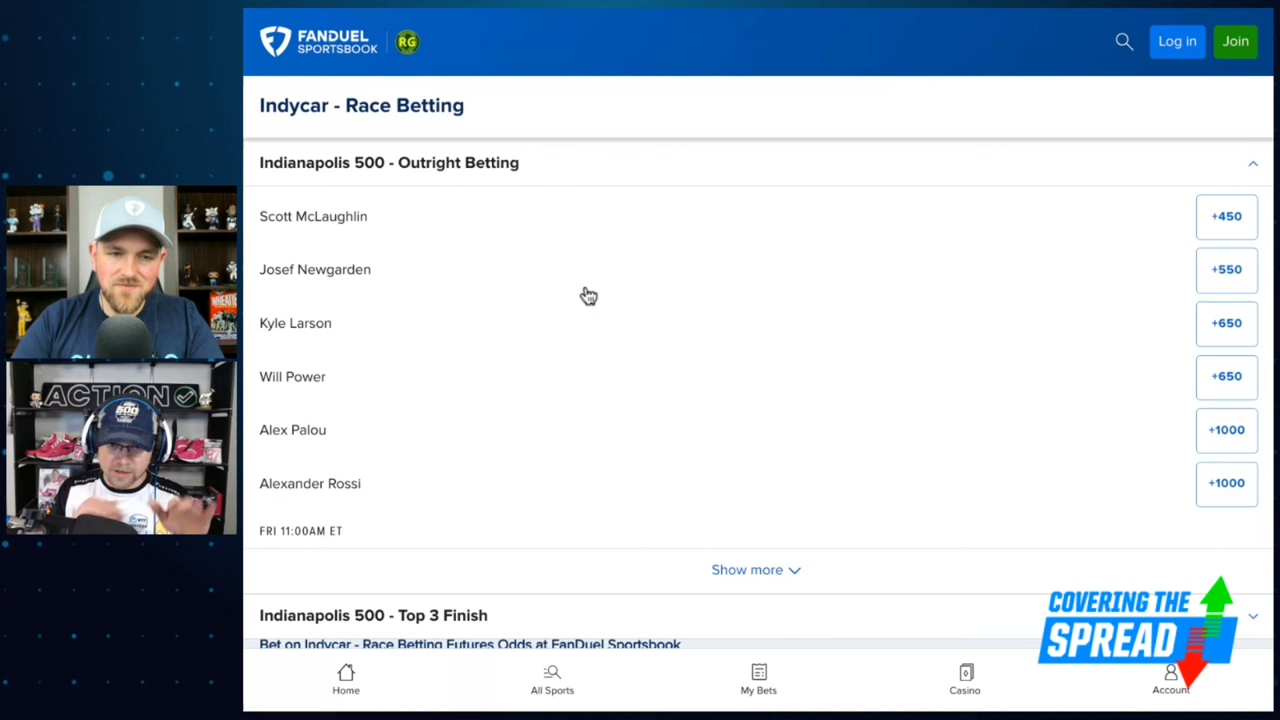 FANDUEL
SPORTSBOOK
RG
Log in
Join
Indycar - Race Betting
Indianapolis 500 - Outright Betting
Scott McLaughlin
+450
Josef Newgarden
+550
Kyle Larson
+650
Will Power
+650
Alex Palou
+1000
Alexander Rossi
+1000
FRI 11:00AM ET
Show more
Indianapolis 500 - Top 3 Finish
Bet on Indycar - Race Betting Futures Odds at FanDuel Sportsbook
Home
All Sports
My Bets
Casino
Account
COVERING THE
SPREAD
WHEATIES
ACTION
500